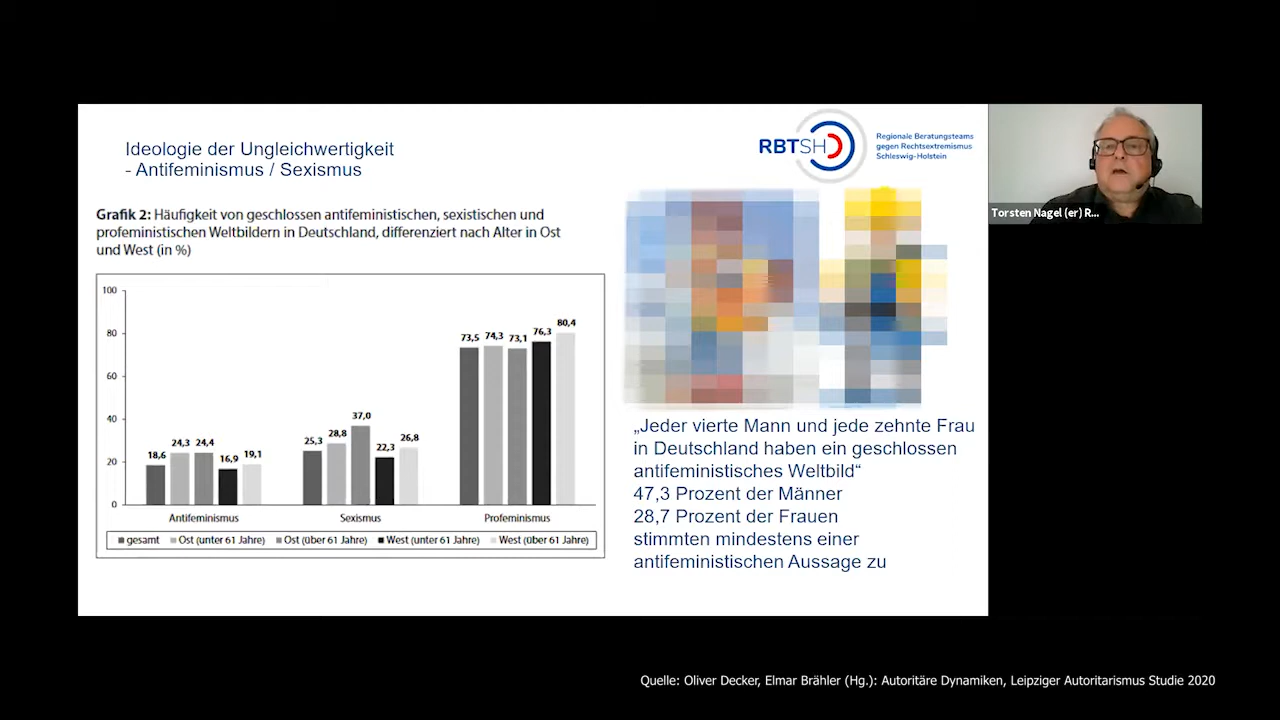 Ideologie der Ungleichwertigkeit
- Antifeminismus / Sexismus
RBTSH
Regionale Beratungsteams
gegen Rechtsextremismus
Schleswig-Holstein
Torsten Nagel (er) R...
Grafik 2: Häufigkeit von geschlossen antifeministischen, sexistischen und
profeministischen Weltbildern in Deutschland, differenziert nach Alter in Ost
und West (in %)
100
80
60
40
20
0
18,6
24,3
24,4
16,9
19,1
25,3
28,8
37,0
22,3
26,8
73,5
74,3
73,1
76,3
80,4
Antifeminismus
Sexismus
Profeminismus
gesamt
Ost (unter 61 Jahre)
Ost (über 61 Jahre)
West (unter 61 Jahre)
West (über 61 Jahre)
„Jeder vierte Mann und jede zehnte Frau
in Deutschland haben ein geschlossen
antifeministisches Weltbild“
47,3 Prozent der Männer
28,7 Prozent der Frauen
stimmten mindestens einer
antifeministischen Aussage zu
Quelle: Oliver Decker, Elmar Brähler (Hg.): Autoritäre Dynamiken, Leipziger Autoritarismus Studie 2020